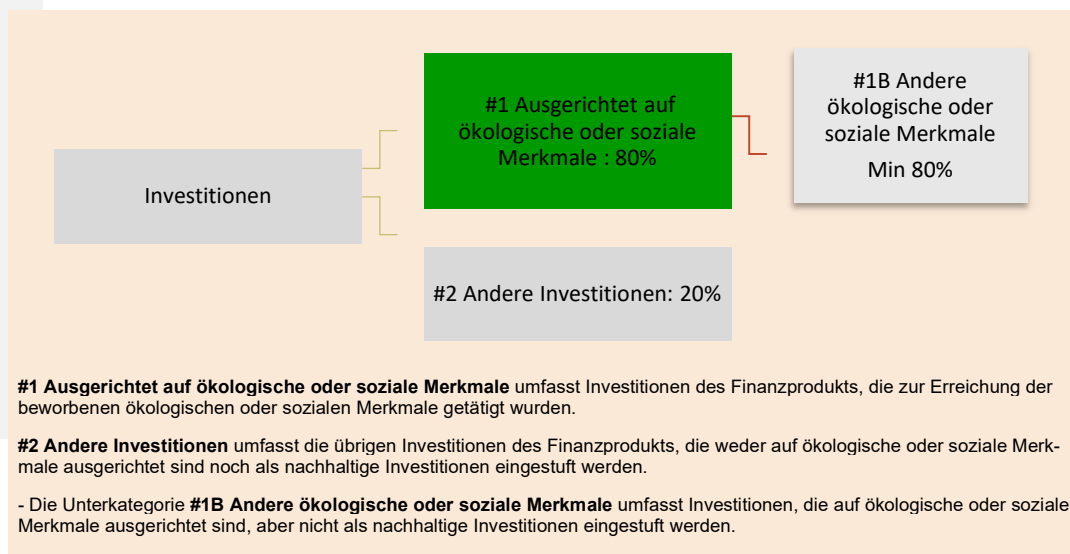 Investitionen
#1 Ausgerichtet auf
ökologische oder soziale
Merkmale : 80%
#1B Andere
ökologische oder
soziale Merkmale
Min 80%
#2 Andere Investitionen: 20%
#1 Ausgerichtet auf ökologische oder soziale Merkmale umfasst Investitionen des Finanzprodukts, die zur Erreichung der
beworbenen ökologischen oder sozialen Merkmale getätigt wurden.
#2 Andere Investitionen umfasst die übrigen Investitionen des Finanzprodukts, die weder auf ökologische oder soziale Merk-
male ausgerichtet sind noch als nachhaltige Investitionen eingestuft werden.
- Die Unterkategorie #1B Andere ökologische oder soziale Merkmale umfasst Investitionen, die auf ökologische oder soziale
Merkmale ausgerichtet sind, aber nicht als nachhaltige Investitionen eingestuft werden.